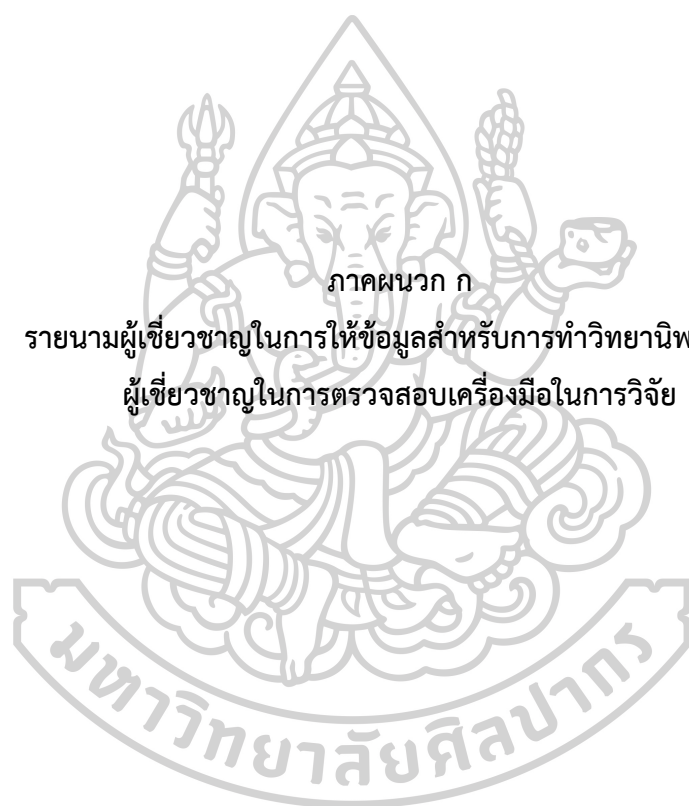 ภาคผนวก ก
รายนามผู้เชี่ยวชาญในการให้ข้อมูลสำหรับการทำวิทยานิพ
ผู้เชี่ยวชาญในการตรวจสอบเครื่องมือในการวิจัย
มหาวิทยาลัยศิลปากร